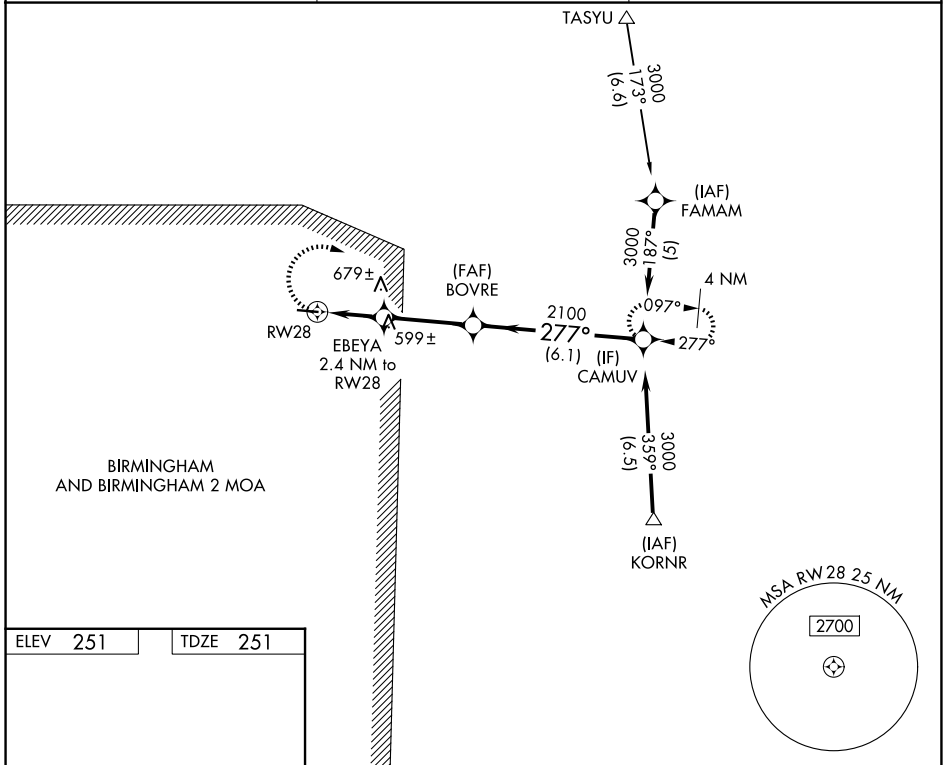 TASYU
3000
173°
(6.6)
(IAF)
FAMAM
(5)
187°
3000
4 NM
097°
277°
679±
(FAF)
BOVRE
2100
277°
(6.1)
(IF)
CAMUV
RW28
599±
EBEYA
2.4 NM to
RW28
3000
359°
(6.5)
(IAF)
KORNR
BIRMINGHAM
AND BIRMINGHAM 2 MOA
MSA RW28 25 NM
2700
ELEV 251
TDZE 251